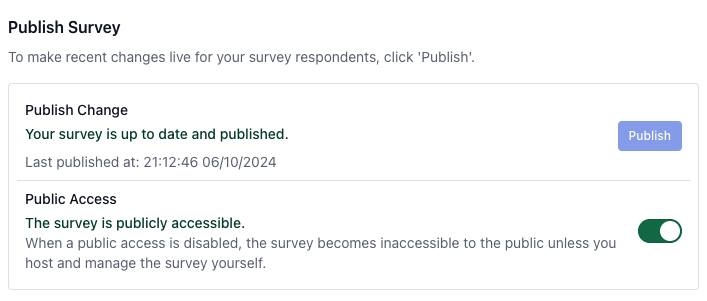 Publish Survey
To make recent changes live for your survey respondents, click 'Publish'.
Publish Change
Your survey is up to date and published.
Publish
Last published at: 21:12:46 06/10/2024
Public Access
The survey is publicly accessible.
When a public access is disabled, the survey becomes inaccessible to the public unless you
host and manage the survey yourself.